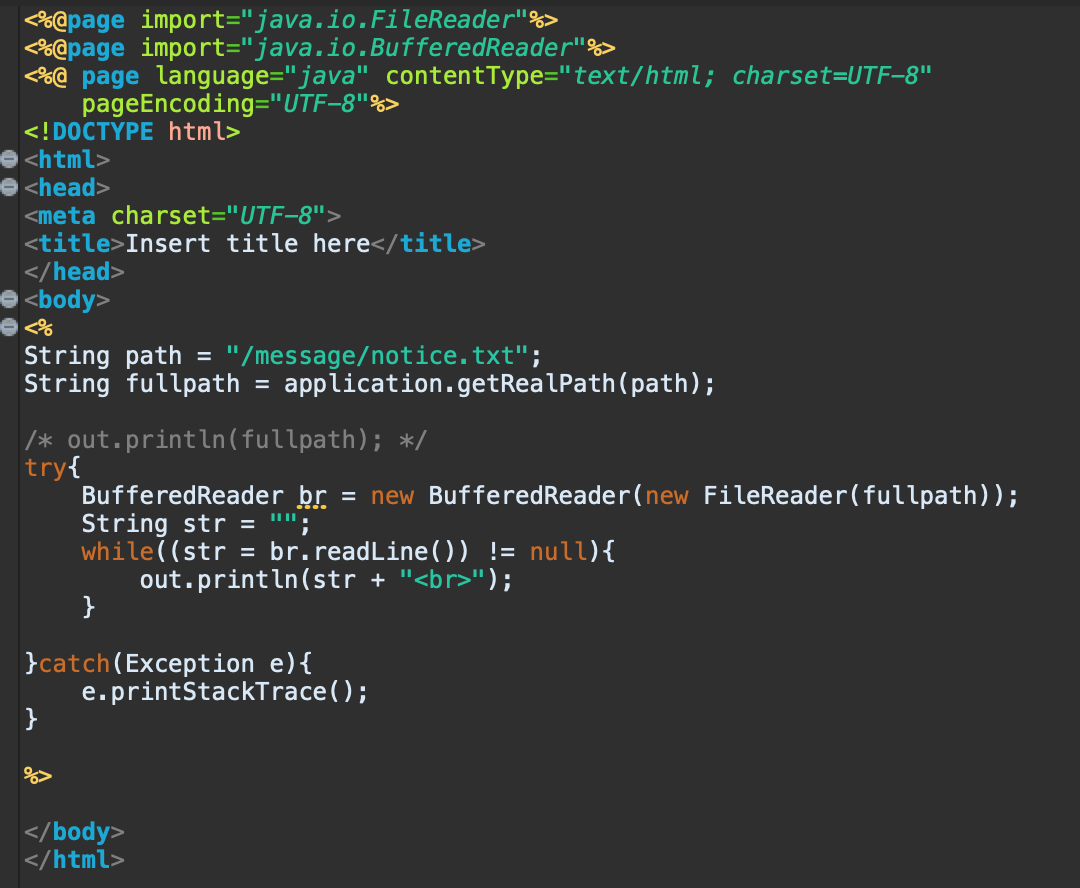 <%@page import="java.io.FileReader"%>
<%@page import="java.io.BufferedReader"%>
<%@ page language="java" contentType="text/html; charset=UTF-8"
    pageEncoding="UTF-8"%>
<!DOCTYPE html>
<html>
<head>
<meta charset="UTF-8">
<title>Insert title here</title>
</head>
<body>
<%
String path = "/message/notice.txt";
String fullpath = application.getRealPath(path);

/* out.println(fullpath); */
try{
    BufferedReader br = new BufferedReader(new FileReader(fullpath));
    String str = "";
    while((str = br.readLine()) != null){
        out.println(str + "<br>");
    }

}catch(Exception e){
    e.printStackTrace();
}

%>

</body>
</html>